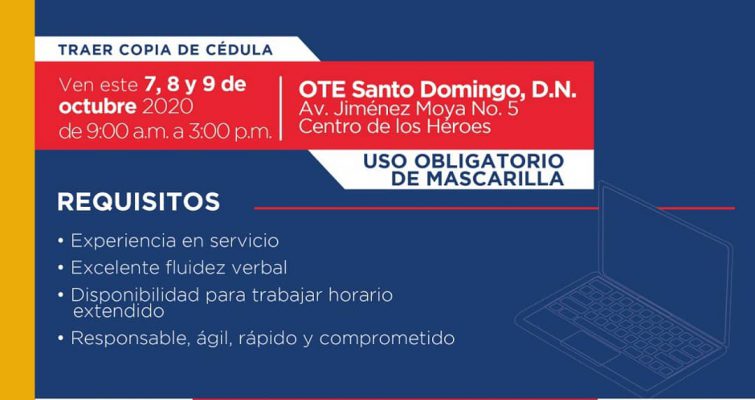 TRAER COPIA DE CÉDULA
Ven este 7, 8 y 9 de
octubre 2020
de 9:00 a.m. a 3:00 p.m.
OTE Santo Domingo, D.N.
Av. Jiménez Moya No. 5
Centro de los Héroes
USO OBLIGATORIO
DE MASCARILLA
REQUISITOS
• Experiencia en servicio
• Excelente fluidez verbal
• Disponibilidad para trabajar horario
extendido
• Responsable, ágil, rápido y comprometido